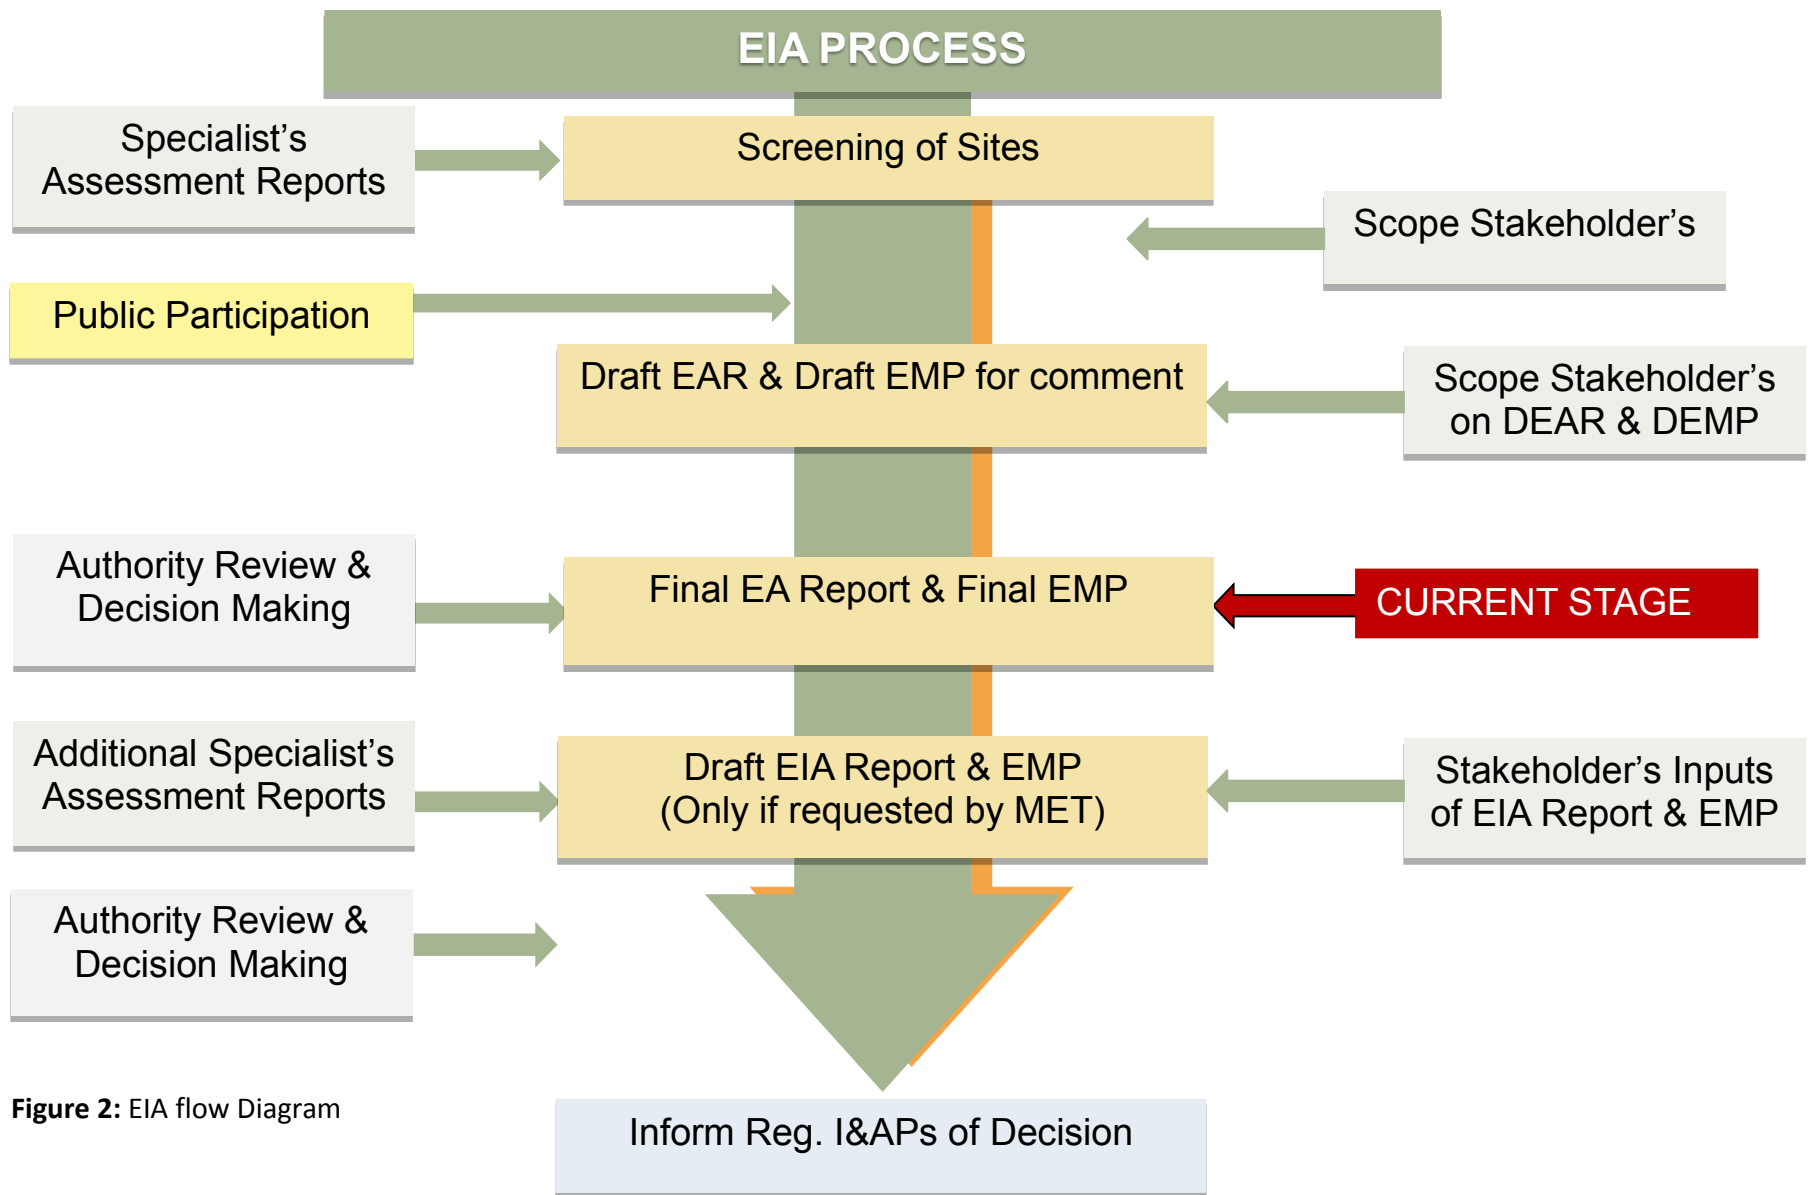 EIA PROCESS
Specialist's
Assessment Reports
Screening of Sites
Scope Stakeholder's
Public Participation
Draft EAR & Draft EMP for comment
Scope Stakeholder's
on DEAR & DEMP
Authority Review &
Decision Making
Final EA Report & Final EMP
CURRENT STAGE
Additional Specialist's
Assessment Reports
Draft EIA Report & EMP
(Only if requested by MET)
Stakeholder's Inputs
of EIA Report & EMP
Authority Review &
Decision Making
Figure 2: EIA flow Diagram
Inform Reg. I&APs of Decision